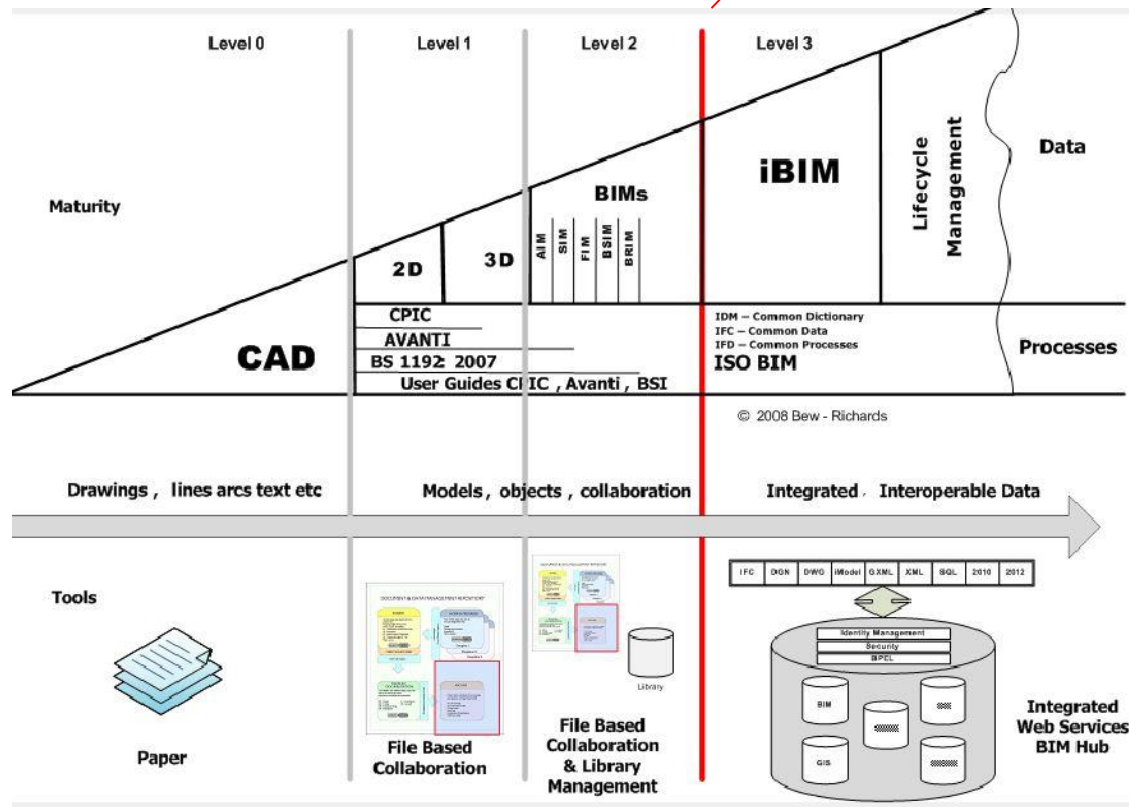 Level 0
Level 1
Level 2
Level 3
Maturity
Data
Processes
CAD
2D
3D
BIMs
AIM
SIM
FIM
BSIM
BRIM
iBIM
Lifecycle
Management
CPIC
AVANTI
BS 1192: 2007
User Guides CPIC , Avanti , BSI
IDM – Common Dictionary
IFC – Common Data
IFD – Common Processes
ISO BIM
© 2008 Bew - Richards
Drawings , lines arcs text etc
Models , objects , collaboration
Integrated , Interoperable Data
Tools
Paper
DOCUMENT & DATA MANAGEMENT REPOSITORY
File Based
Collaboration
Library
File Based
Collaboration
& Library
Management
IFC
DGN
DWG
iModel
GXML
XML
SQL
2010
2012
Identity Management
Security
BPEL
BIM
GIS
Integrated
Web Services
BIM Hub